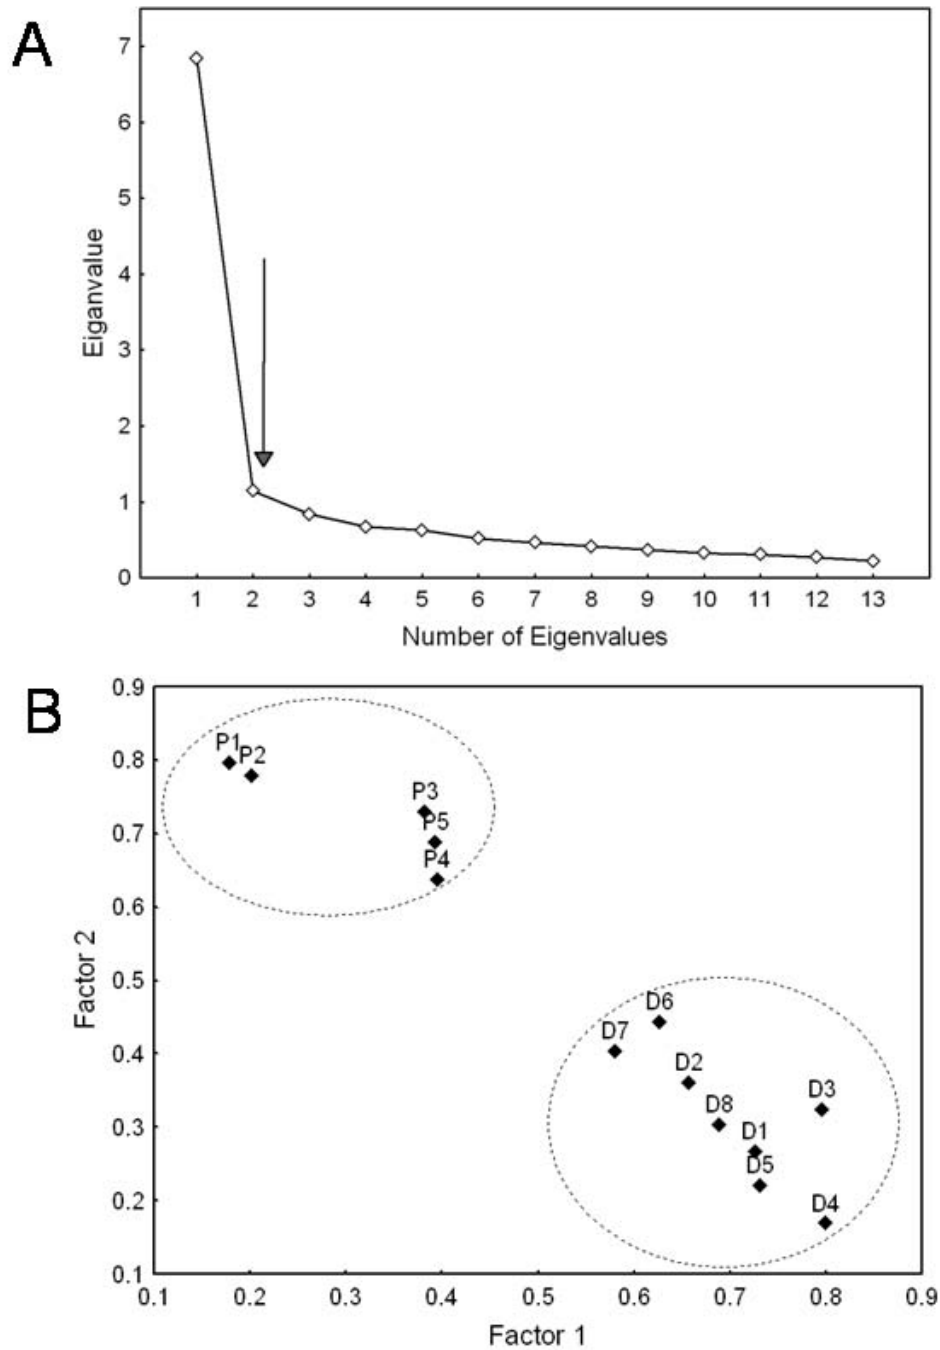 A
7
6
5
4
3
2
1
0
Eiganvalue
1 2 3 4 5 6 7 8 9 10 11 12 13
Number of Eigenvalues
B
0.9
0.8
0.7
0.6
0.5
0.4
0.3
0.2
0.1
Factor 2
P1
P2
P3
P5
P4
D6
D7
D2
D3
D8
D1
D5
D4
0.1 0.2 0.3 0.4 0.5 0.6 0.7 0.8 0.9
Factor 1